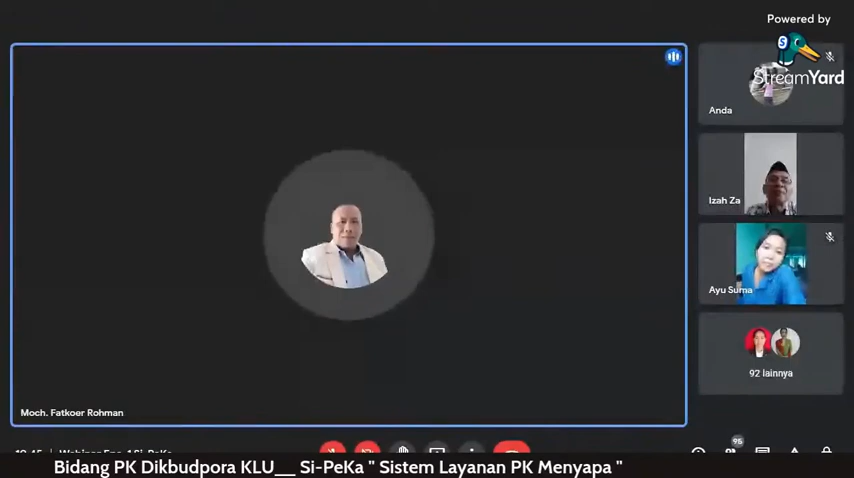 Powered by
StreamYard
Anda
Izah Za
Ayu Suma
92 lainnya
Moch. Fatkoer Rohman
95
Bidang PK Dikbudpora KLU__ Si-PeKa " Sistem Layanan PK Menyapa "